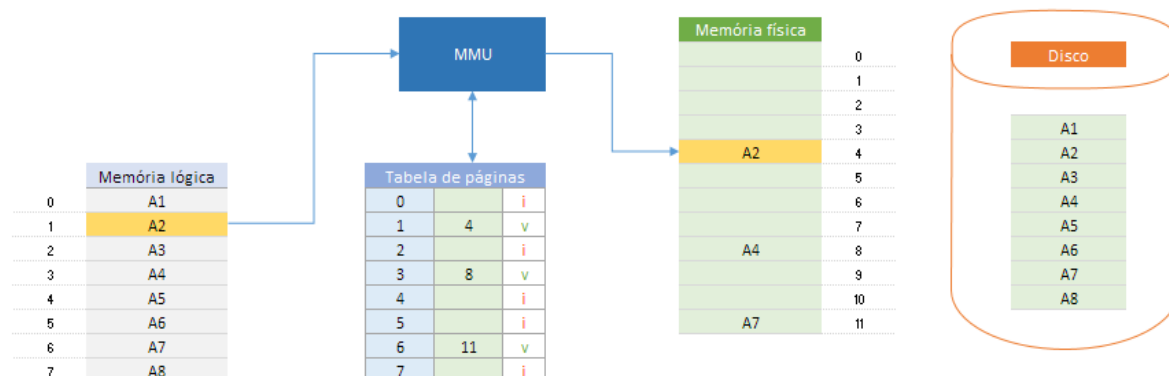 Memória física
MMU
Disco
0
1
2
3
A1
A2 4
A2
Memória lógica
Tabela de páginas
5
A3
0 A1
0 i
6
A4
1 A2
1 4 v
7
A5
2 A3
2 i
A4 8
A6
3 A4
3 8 v
9
A7
4 A5
4 i
10
A8
5 A6
5 i
A7 11
6 A7
6 11 v
7 A8
7 i